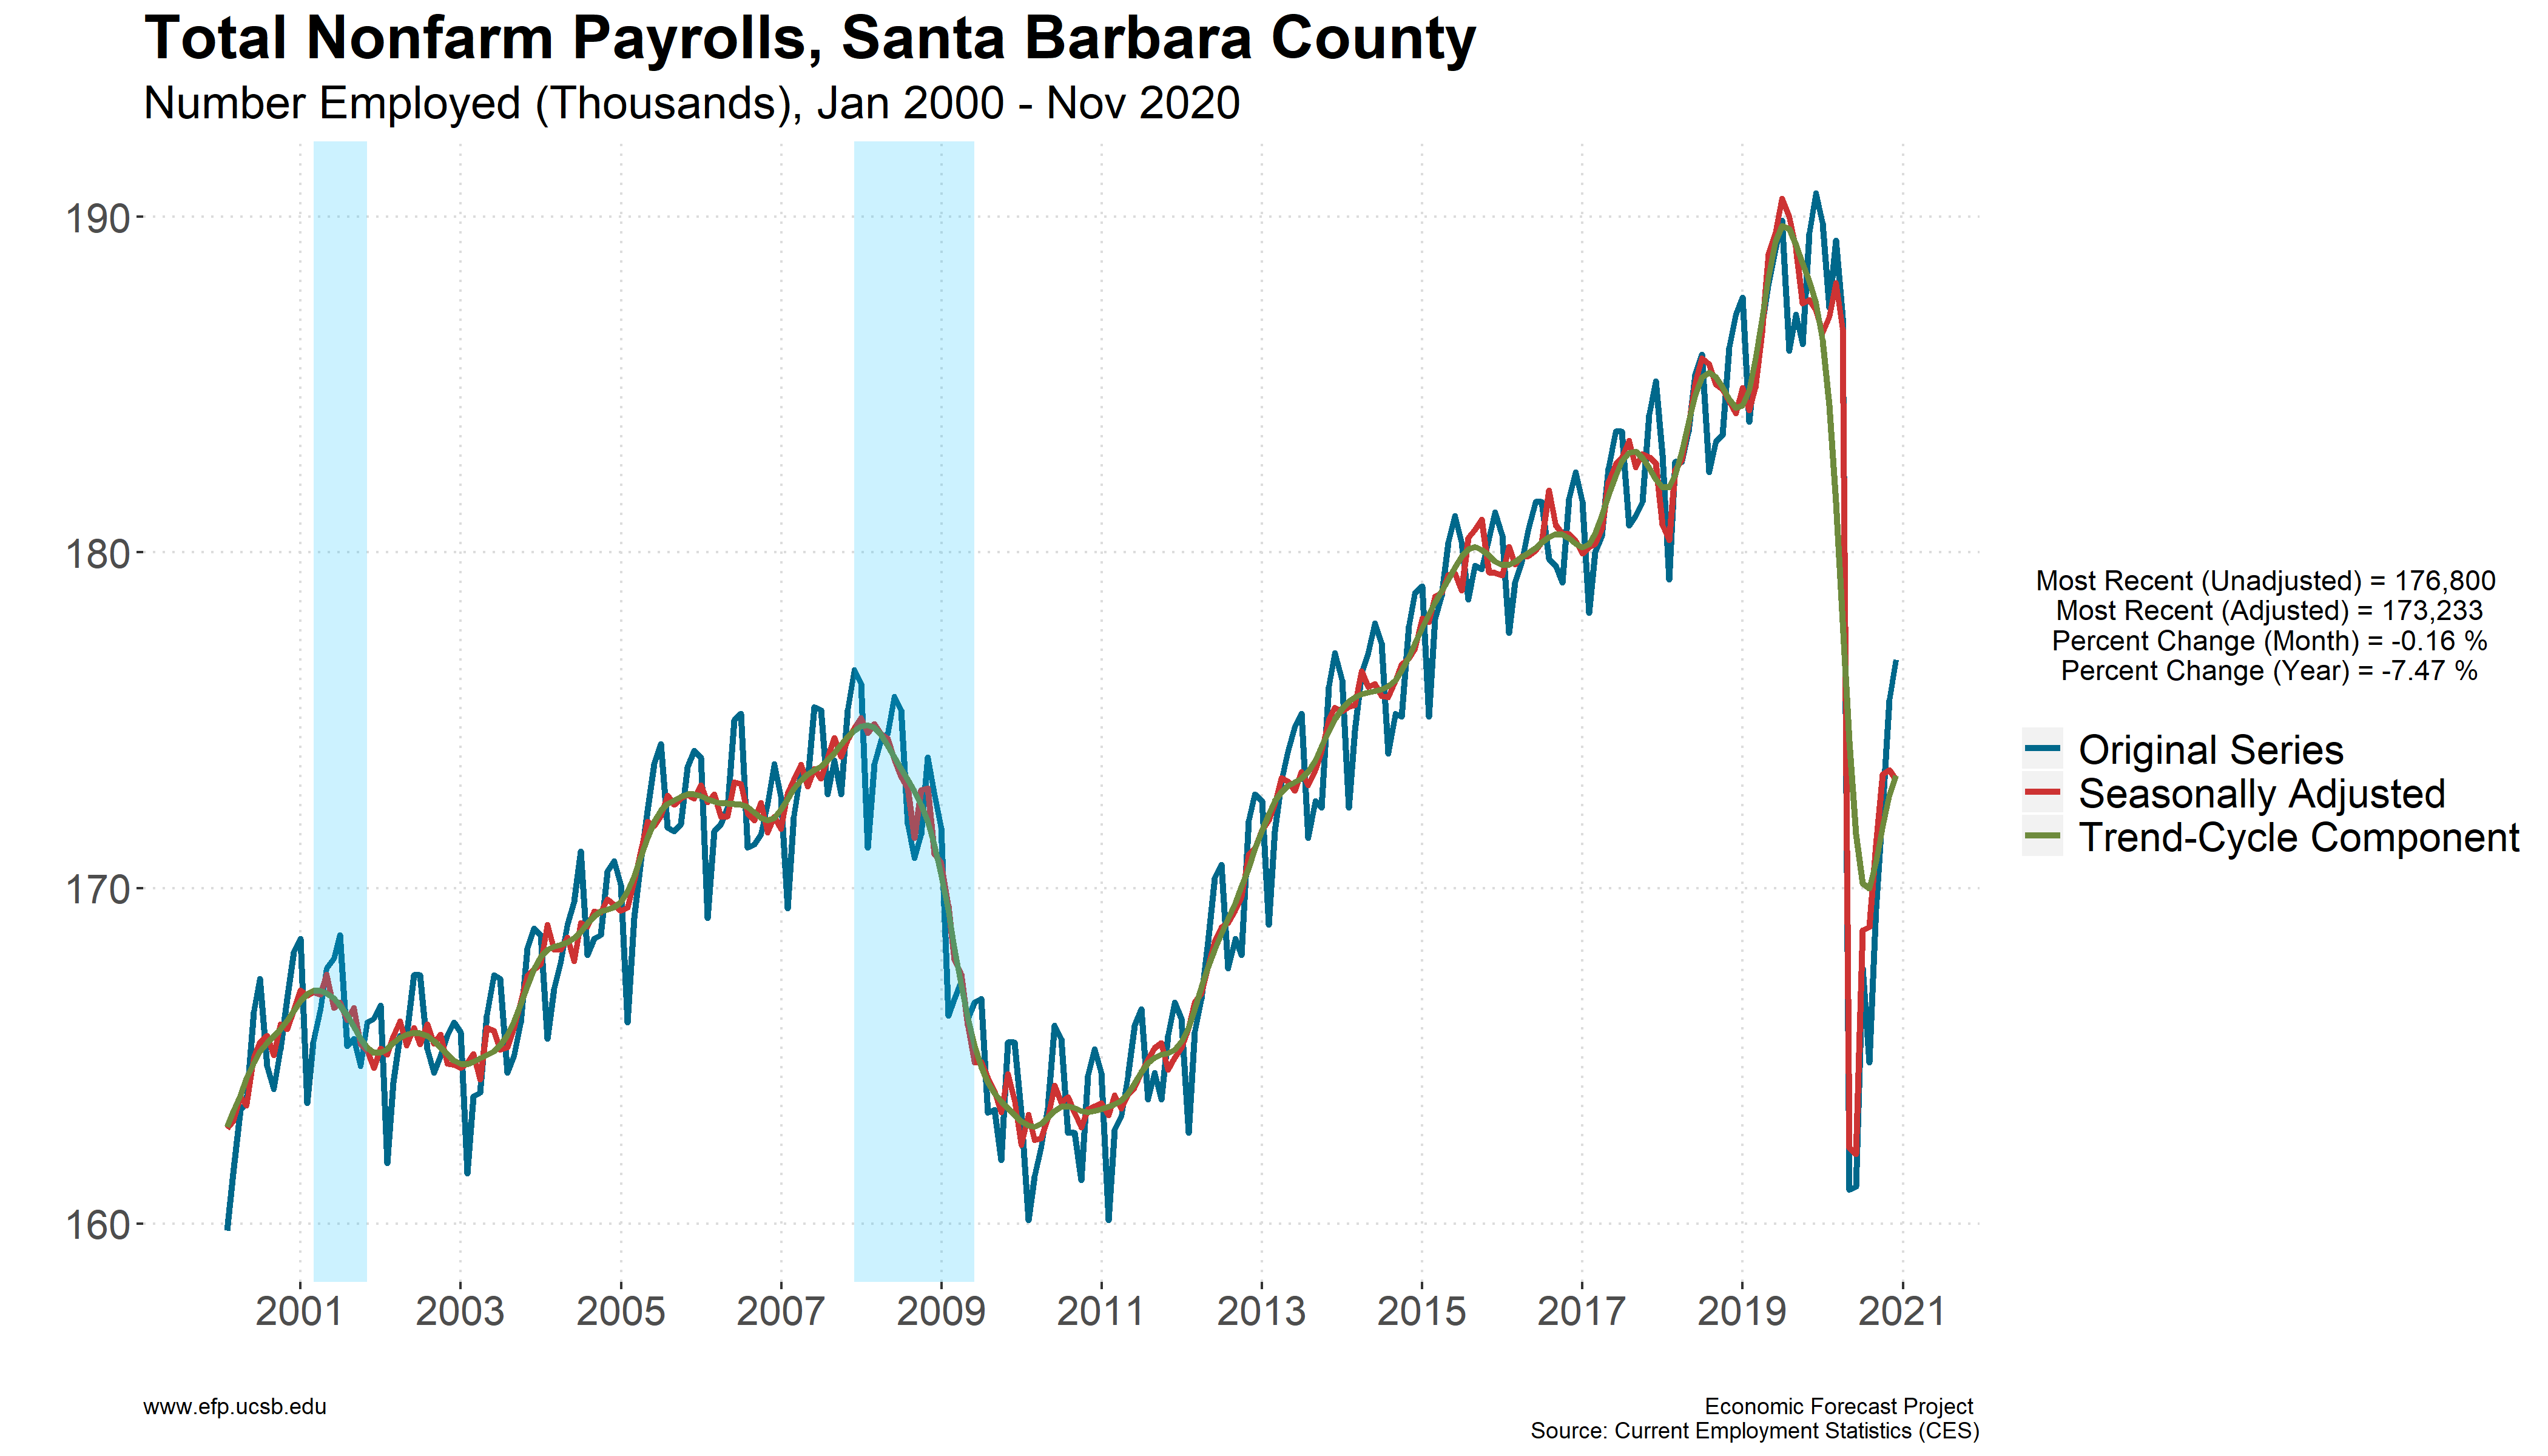 Total Nonfarm Payrolls, Santa Barbara County
Number Employed (Thousands), Jan 2000 - Nov 2020
190
180
170
160
2001 2003 2005 2007 2009 2011 2013 2015 2017 2019 2021
Most Recent (Unadjusted) = 176,800
Most Recent (Adjusted) = 173,233
Percent Change (Month) = -0.16 %
Percent Change (Year) = -7.47 %
Original Series
Seasonally Adjusted
Trend-Cycle Component
www.efp.ucsb.edu
Economic Forecast Project
Source: Current Employment Statistics (CES)